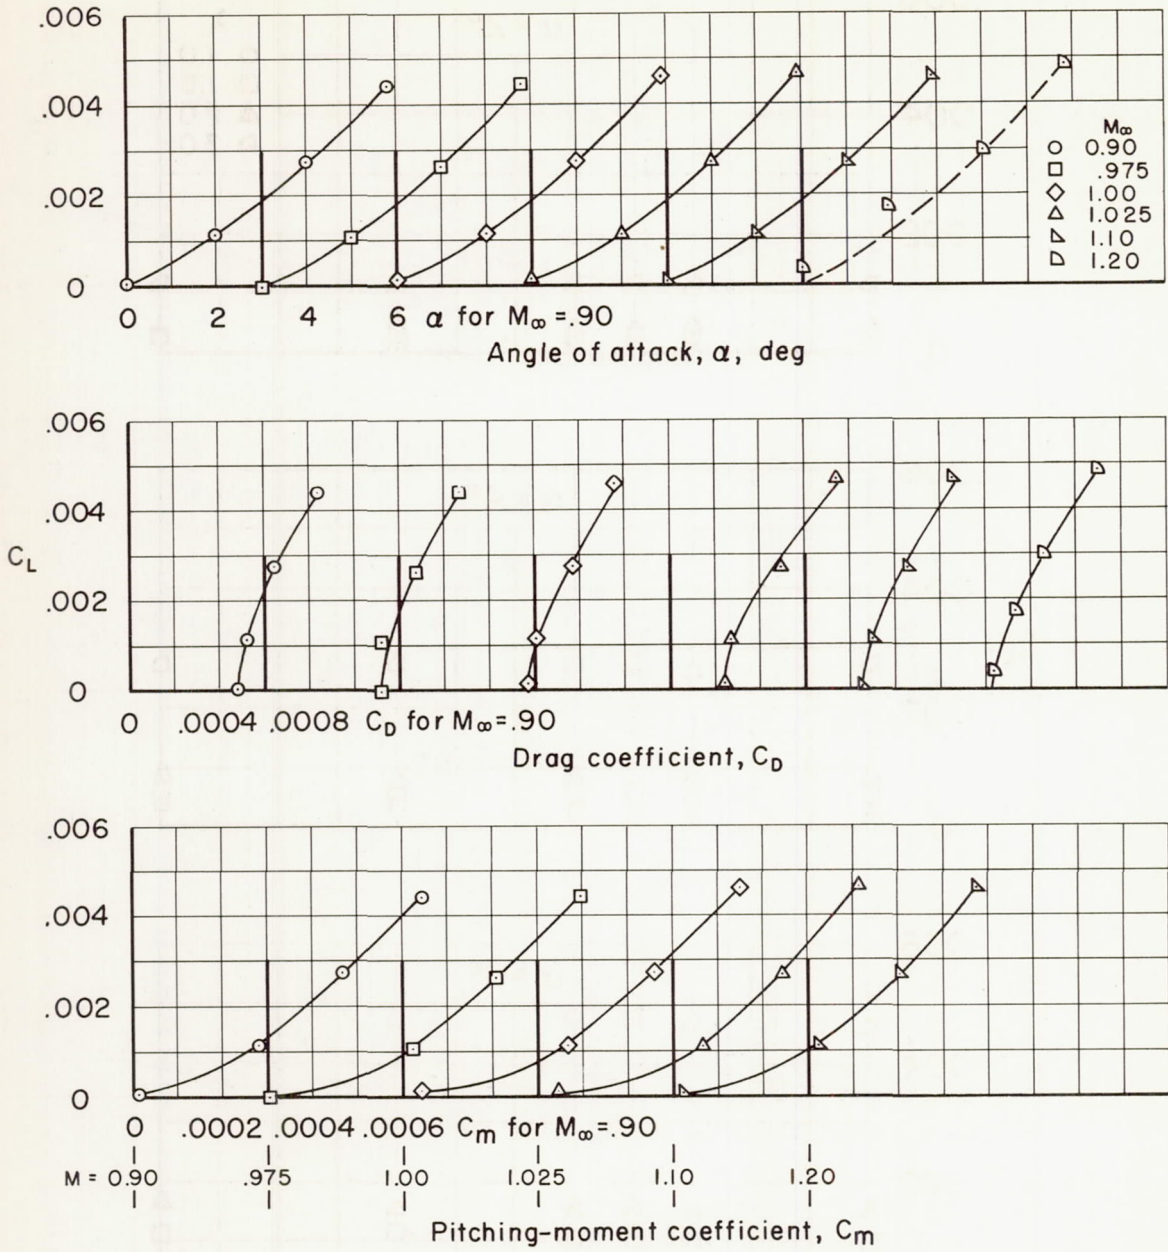 .006
.004
.002
0
M∞
0.90
.975
1.00
1.025
1.10
1.20
0 2 4 6 α for M∞ =.90
Angle of attack, α, deg
.006
.004
CL
.002
0
0 .0004 .0008 CD for M∞=.90
Drag coefficient, CD
.006
.004
.002
0
0 .0002 .0004 .0006 Cm for M∞=.90
M = 0.90 .975 1.00 1.025 1.10 1.20
Pitching-moment coefficient, Cm